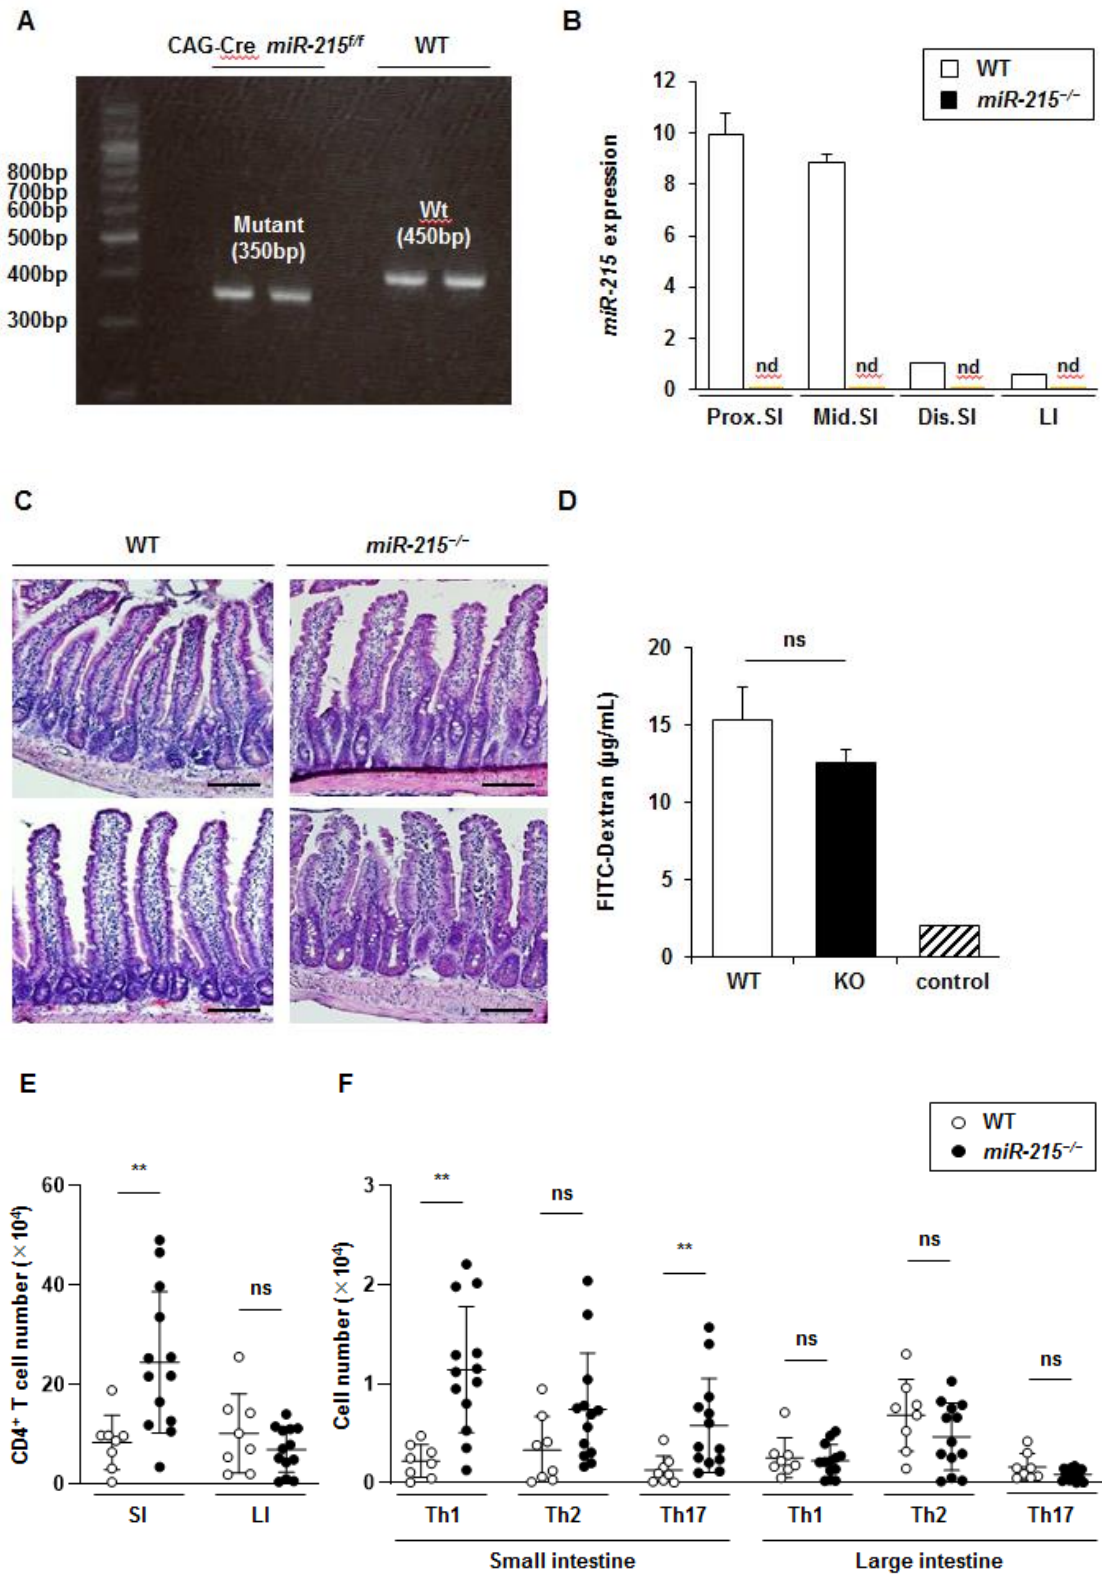 A
CAG-Cre miR-215f/f
WT
800bp
700bp
600bp
500bp
400bp
300bp
Mutant
(350bp)
Wt
(450bp)
B
WT
miR-215−/−
miR-215 expression
12
10
8
6
4
2
0
nd
nd
nd
nd
Prox.SI
Mid.SI
Dis.SI
LI
C
WT
miR-215−/−
D
FITC-Dextran (µg/mL)
20
15
10
5
0
ns
WT
KO
control
E
CD4+ T cell number (×10⁴)
60
40
20
0
**
ns
SI
LI
F
WT
miR-215−/−
Cell number (×10⁴)
3
2
1
0
**
ns
**
ns
ns
ns
Th1
Th2
Th17
Th1
Th2
Th17
Small intestine
Large intestine